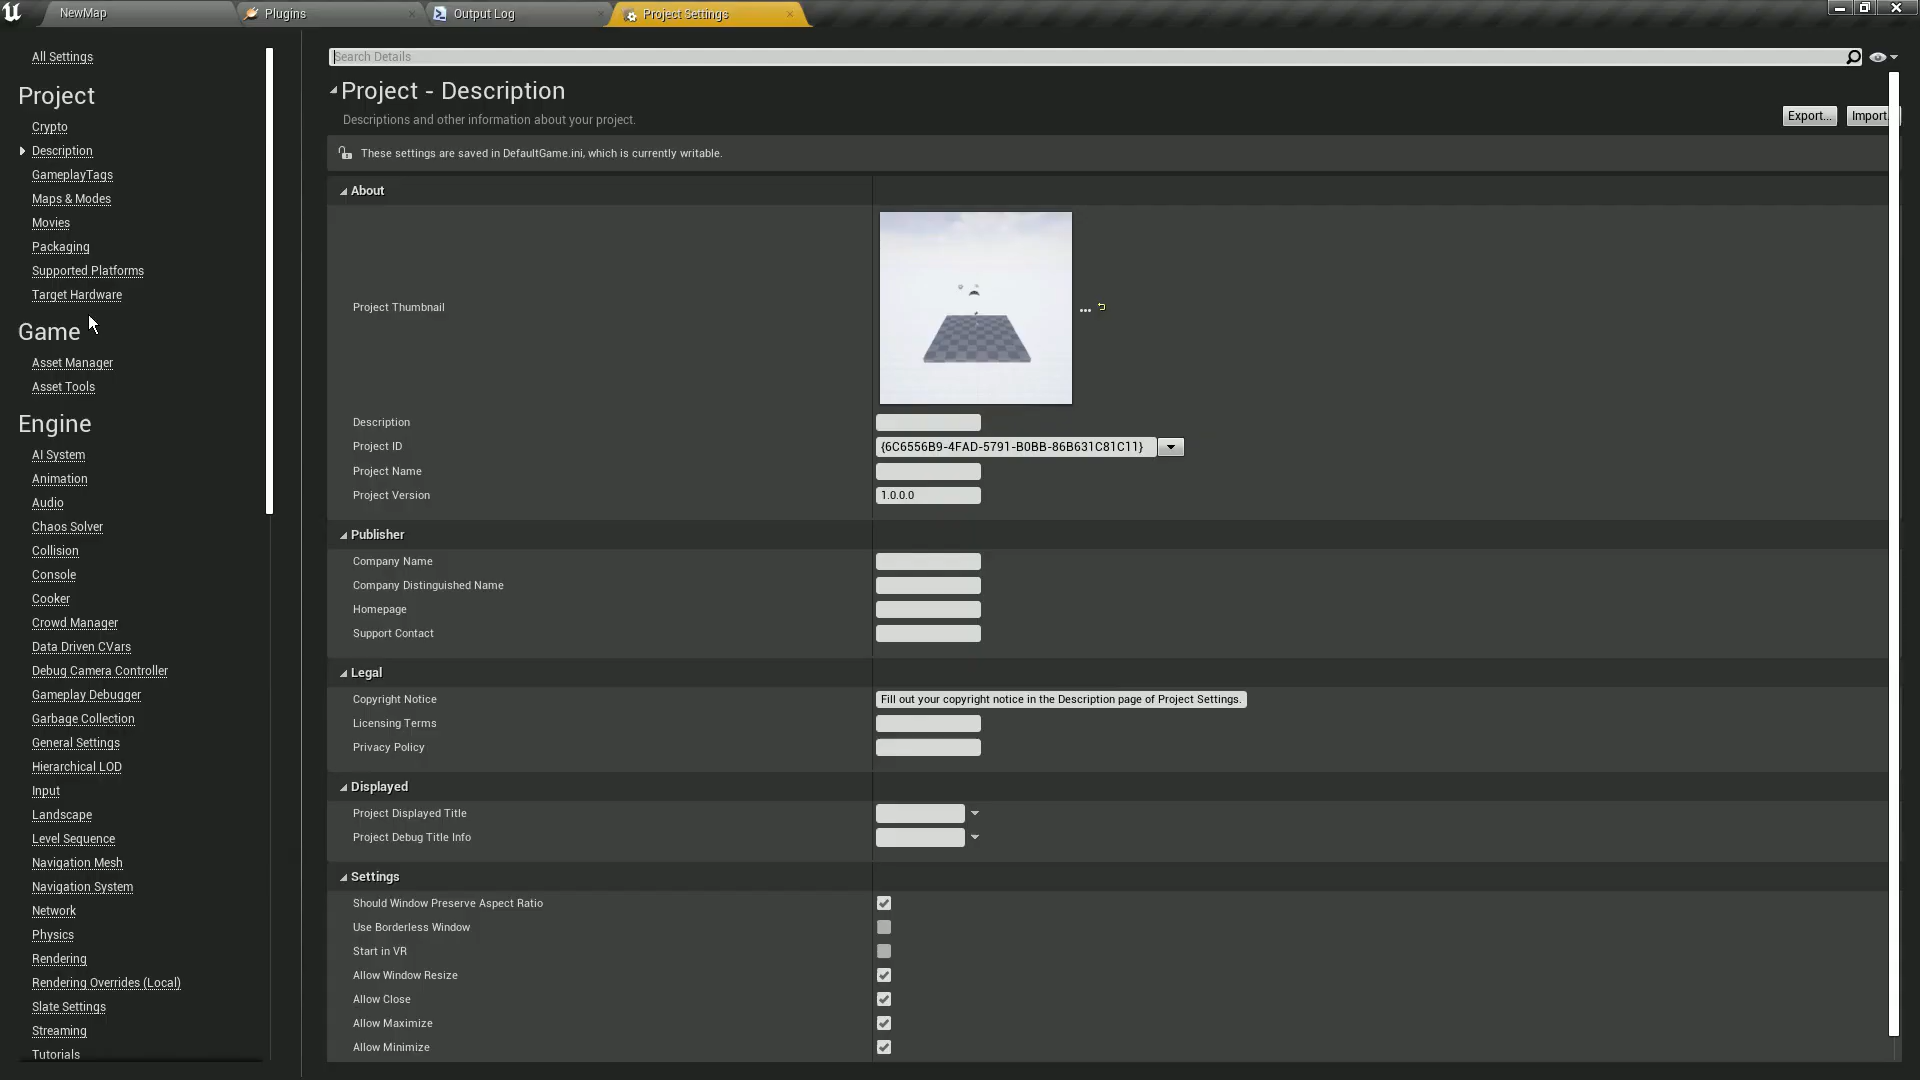 NewMap
Plugins
Output Log
Project Settings
All Settings
Project
Crypto
Description
GameplayTags
Maps & Modes
Movies
Packaging
Supported Platforms
Target Hardware
Game
Asset Manager
Asset Tools
Engine
AI System
Animation
Audio
Chaos Solver
Collision
Console
Cooker
Crowd Manager
Data Driven CVars
Debug Camera Controller
Gameplay Debugger
Garbage Collection
General Settings
Hierarchical LOD
Input
Landscape
Level Sequence
Navigation Mesh
Navigation System
Network
Physics
Rendering
Rendering Overrides (Local)
Slate Settings
Streaming
Tutorials
Search Details
Project - Description
Descriptions and other information about your project.
Export...
Import
These settings are saved in DefaultGame.ini, which is currently writable.
About
Project Thumbnail
...
Description
Project ID
{6C6556B9-4FAD-5791-B0BB-86B631C81C11}
Project Name
Project Version
1.0.0.0
Publisher
Company Name
Company Distinguished Name
Homepage
Support Contact
Legal
Copyright Notice
Fill out your copyright notice in the Description page of Project Settings.
Licensing Terms
Privacy Policy
Displayed
Project Displayed Title
Project Debug Title Info
Settings
Should Window Preserve Aspect Ratio
Use Borderless Window
Start in VR
Allow Window Resize
Allow Close
Allow Maximize
Allow Minimize